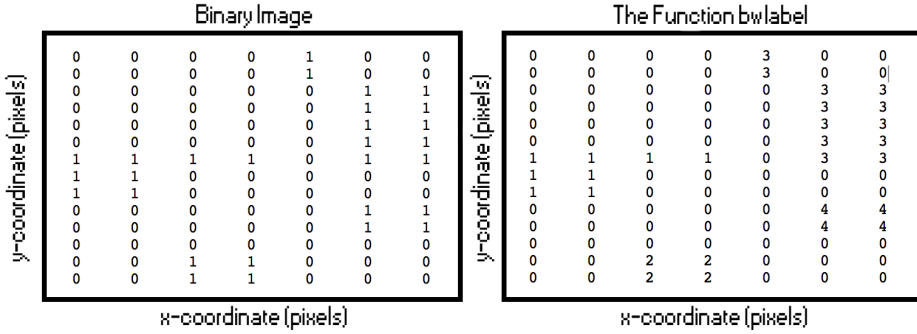 Binary Image
y-coordinate (pixels)
0 0 0 0 1 0 0
0 0 0 0 1 0 0
0 0 0 0 0 1 1
0 0 0 0 0 1 1
0 0 0 0 0 1 1
0 0 0 0 0 1 1
1 1 1 1 0 1 1
1 1 0 0 0 0 0
1 1 0 0 0 0 0
0 0 0 0 0 1 1
0 0 0 0 0 1 1
0 0 0 0 0 0 0
0 0 1 1 0 0 0
0 0 1 1 0 0 0
x-coordinate (pixels)
The Function bwlabel
y-coordinate (pixels)
0 0 0 0 3 0 0
0 0 0 0 3 0 0
0 0 0 0 0 3 3
0 0 0 0 0 3 3
0 0 0 0 0 3 3
0 0 0 0 0 3 3
1 1 1 1 0 3 3
1 1 0 0 0 0 0
1 1 0 0 0 0 0
0 0 0 0 0 4 4
0 0 0 0 0 4 4
0 0 0 0 0 0 0
0 0 2 2 0 0 0
0 0 2 2 0 0 0
x-coordinate (pixels)